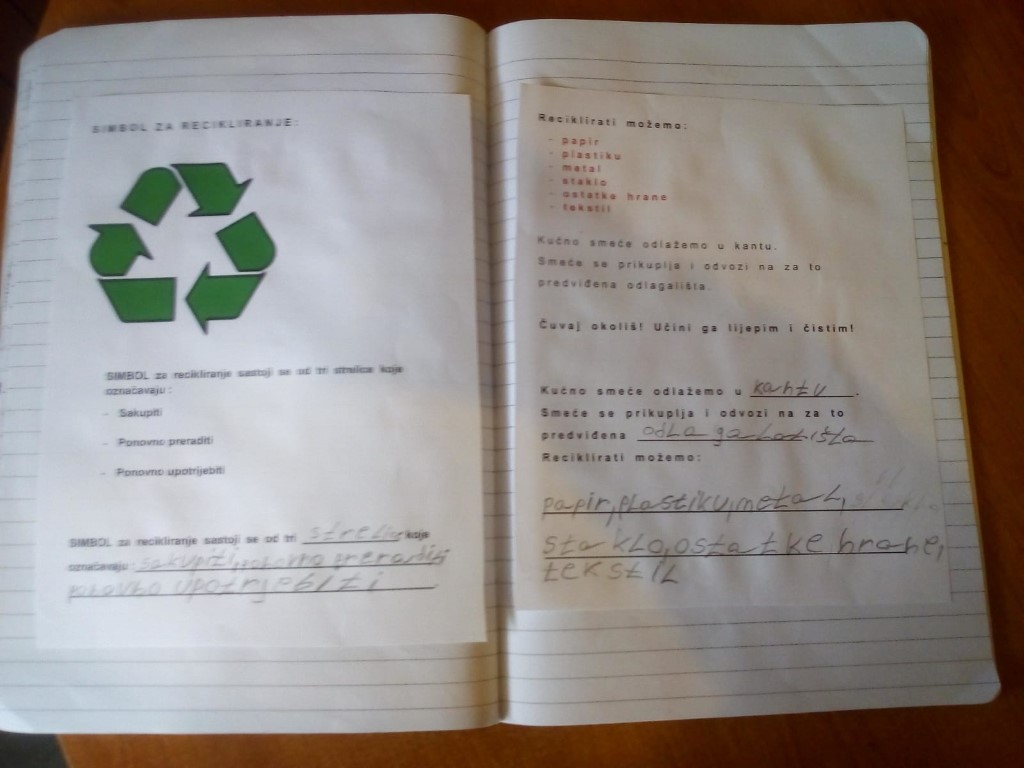 SIMBOL ZA RECIKLIRANJE:
SIMBOL za recikliranje sastoji se od tri strelice koje
označavaju :
- Sakupiti
- Ponovno preraditi
- Ponovno upotrijebiti
SIMBOL za recikliranje sastoji se od tri strelice koje
označavaju : sakupiti, ponovno preraditi
ponovno upotrjebiti
Reciklirati možemo:
- papir
- plastiku
- metal
- staklo
- ostatke hrane
- tekstil
Kućno smeće odlažemo u kantu.
Smeće se prikuplja i odvozi na za to
predviđena odlagališta.
Čuvaj okoliš! Učini ga lijepim i čistim!
Kućno smeće odlažemo u kantu.
Smeće se prikuplja i odvozi na za to
predviđena
Reciklirati možemo:
papir, plastiku, metal,
staklo, ostatke hrane,
tekstil